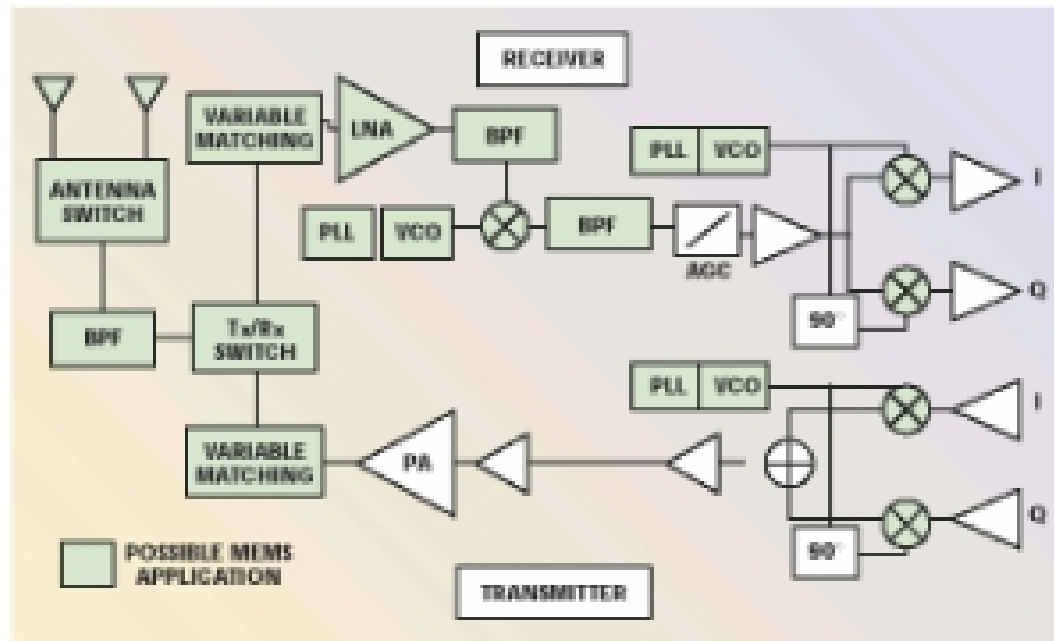 RECEIVER
VARIABLE
MATCHING
LNA
BPF
PLL
VCO
I
ANTENNA
SWITCH
PLL
VCO
BPF
AGC
Q
90°
BPF
Tx/Rx
SWITCH
PLL
VCO
I
VARIABLE
MATCHING
PA
Q
90°
POSSIBLE MEMS
APPLICATION
TRANSMITTER